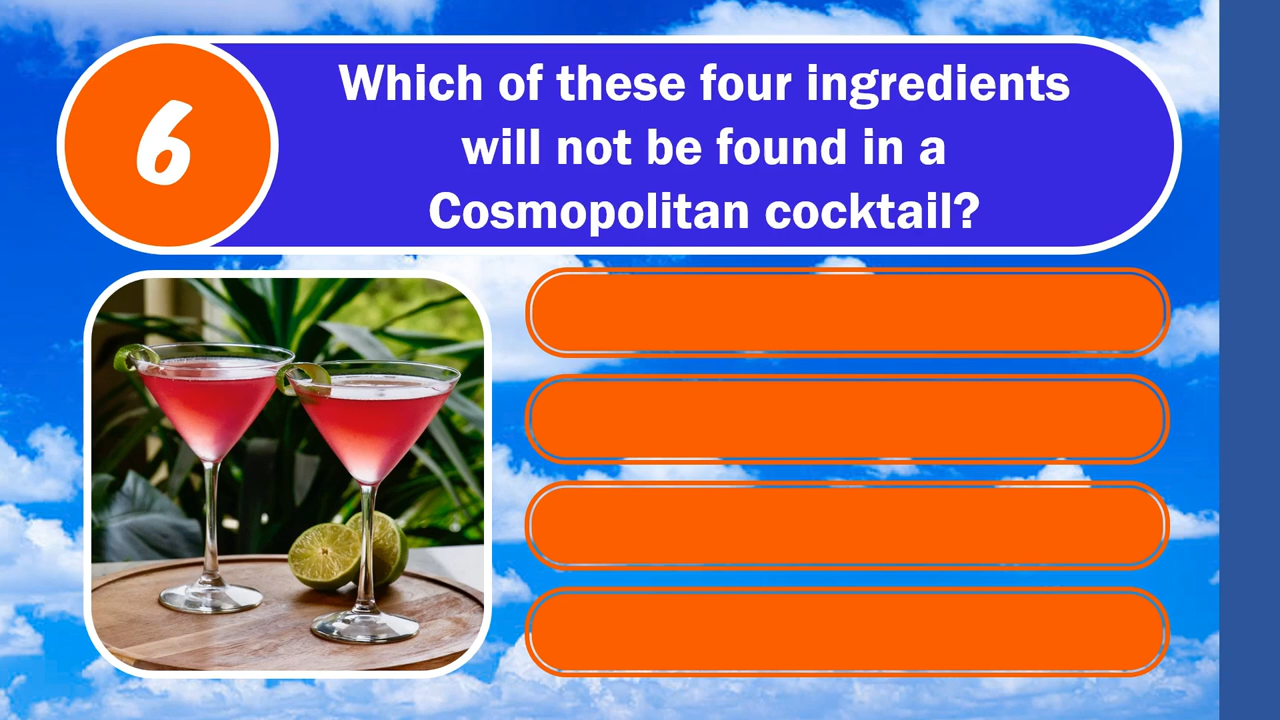 6
Which of these four ingredients
will not be found in a
Cosmopolitan cocktail?